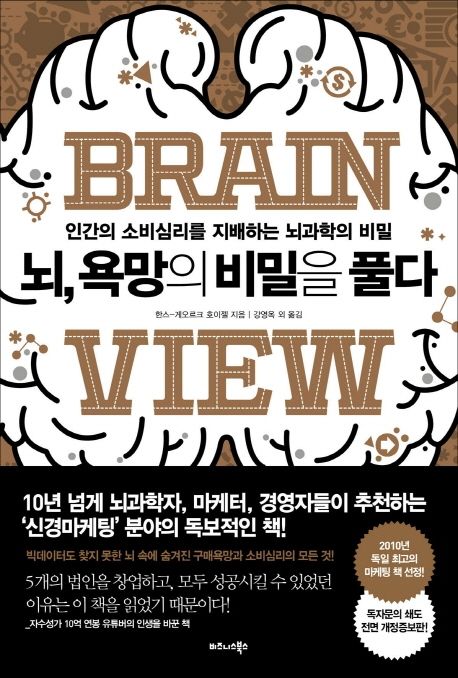 BRAIN
인간의 소비심리를 지배하는 뇌과학의 비밀
뇌, 욕망의 비밀을 풀다
한스-게오르크 호이젤 지음 | 강영옥 외 옮김
VIEW
10년 넘게 뇌과학자, 마케터, 경영자들이 추천하는
‘신경마케팅’ 분야의 독보적인 책!
빅데이터도 찾지 못한 뇌 속에 숨겨진 구매욕망과 소비심리의 모든 것!
5개의 법인을 창업하고, 모두 성공시킬 수 있었던
이유는 이 책을 읽었기 때문이다!
_자수성가 10억 연봉 유튜버의 인생을 바꾼 책
2010년
독일 최고의
마케팅 책 선정!
독자문의 쇄도
전면 개정증보판!
비즈니스북스